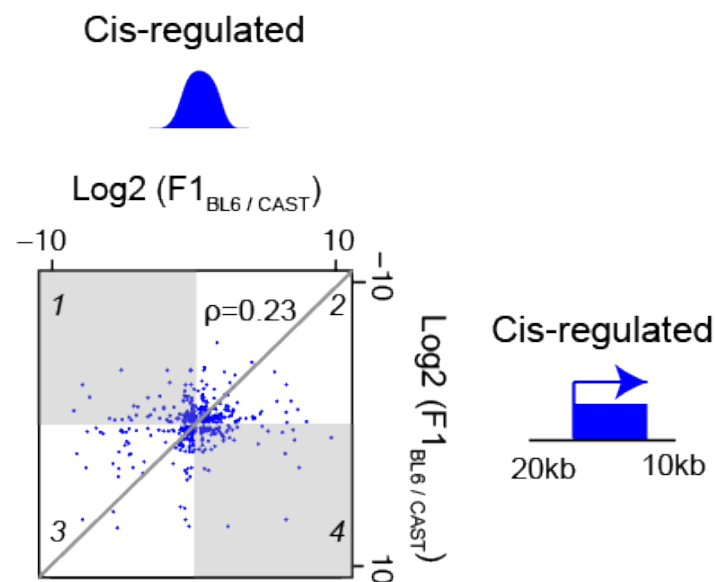 Cis-regulated
Log2 (F1BL6 / CAST)
−10 10
1 ρ=0.23 2
3 4
−10
Log2 (F1BL6 / CAST)
10
Cis-regulated
20kb 10kb